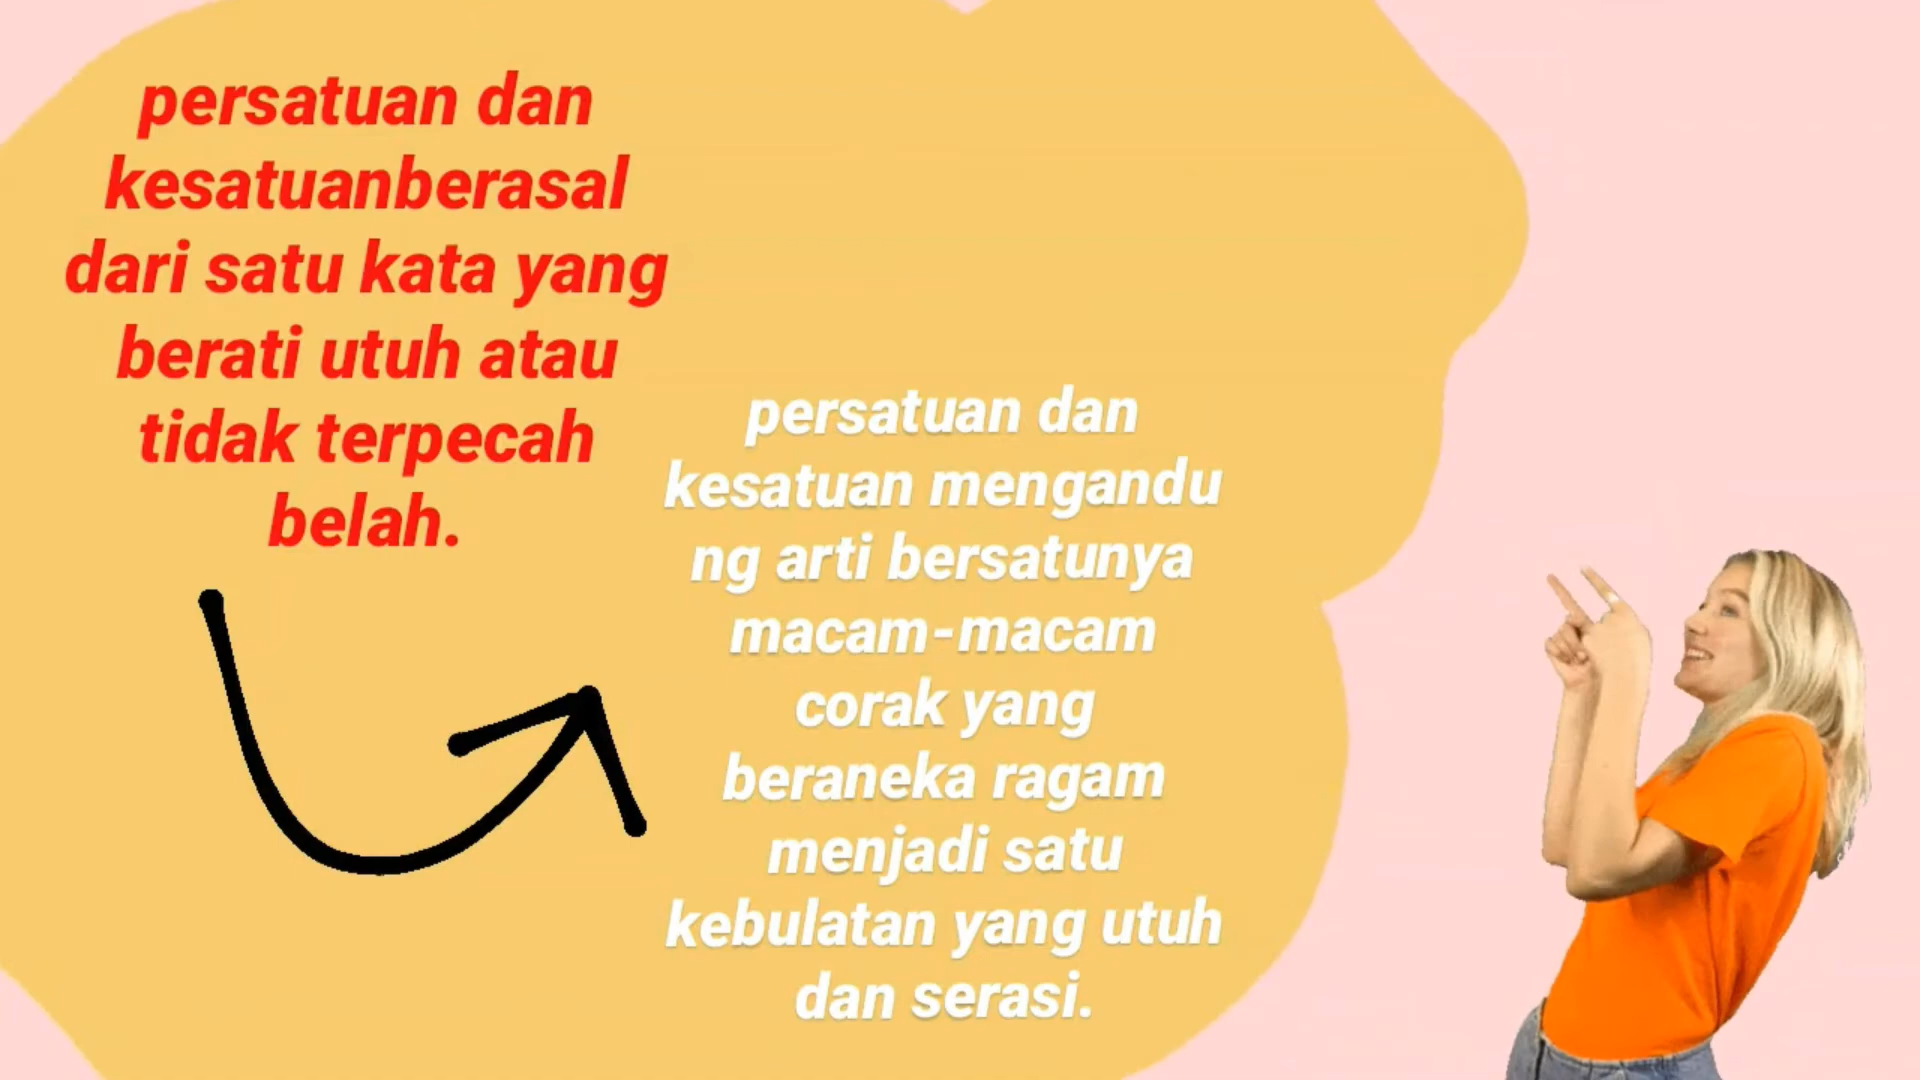 persatuan dan
kesatuanberasal
dari satu kata yang
berati utuh atau
tidak terpecah
belah.
persatuan dan
kesatuan mengandu
ng arti bersatunya
macam-macam
corak yang
beraneka ragam
menjadi satu
kebulatan yang utuh
dan serasi.